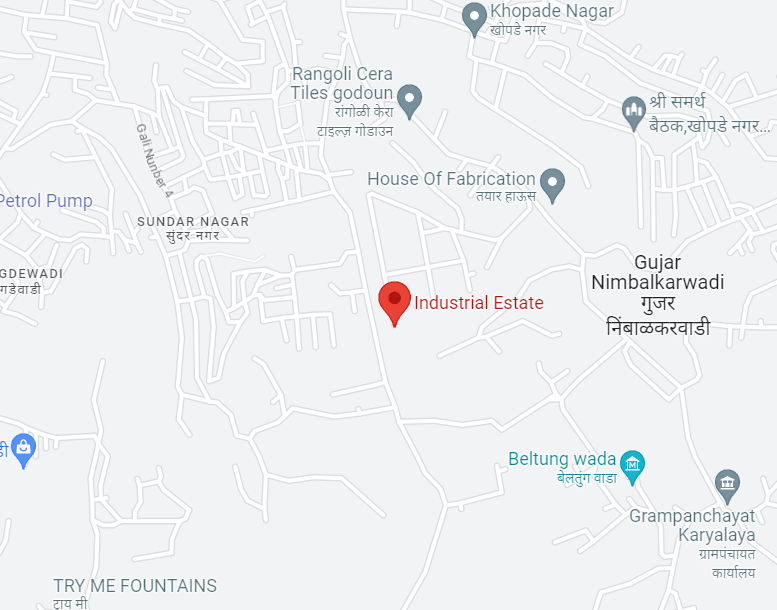 Khopade Nagar
खोपडे नगर
Rangoli Cera
Tiles godoun
रांगोळी केरा
टाइल्ज़ गोडाउन
श्री समर्थ
बैठक,खोपडे नगर...
Gali Nunber 4
House Of Fabrication
तयार हाऊस
Petrol Pump
SUNDAR NAGAR
सुंदर नगर
GDEWADI
गडेवाडी
Gujar
Nimbalkarwadi
गुजर
निंबाळकरवाडी
Industrial Estate
डी
Beltung wada
बेलतुंग वाडा
Grampanchayat
Karyalaya
ग्रामपंचायत
कार्यालय
TRY ME FOUNTAINS
ट्राय मी